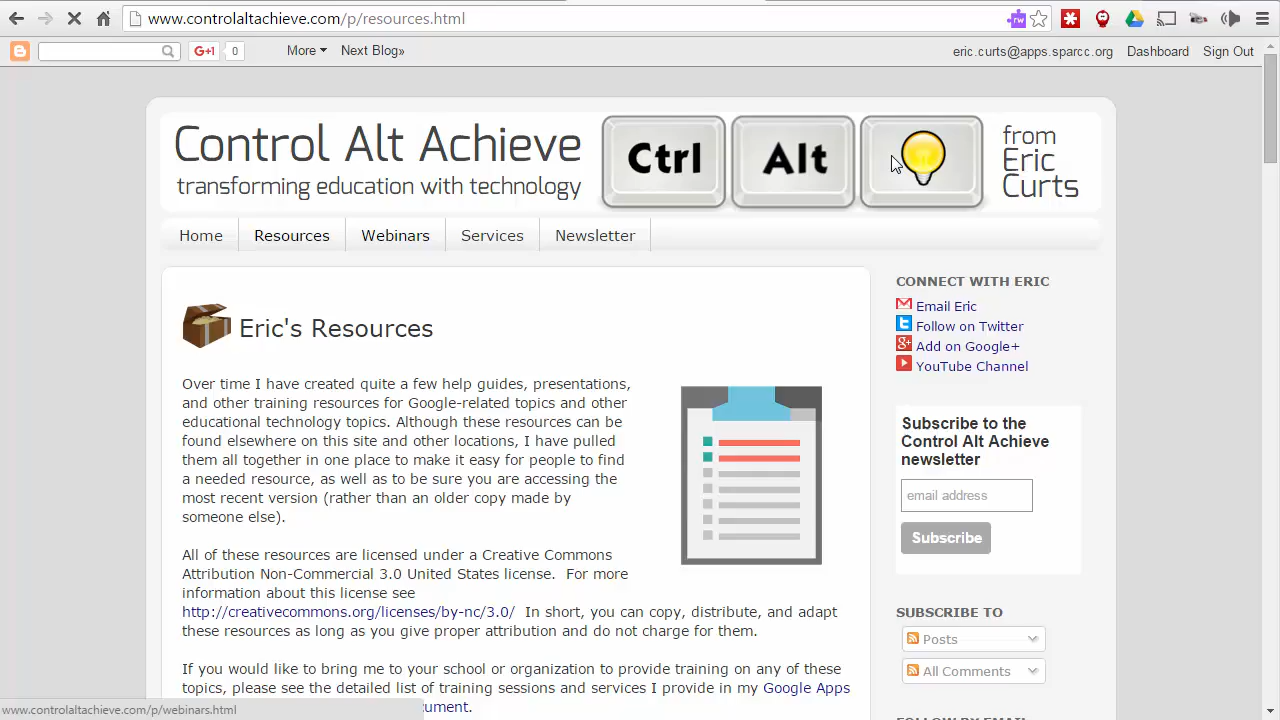 www.controlaltachieve.com/p/resources.html
G+1 0 More Next Blog» eric.curts@apps.sparcc.org Dashboard Sign Out
Control Alt Achieve
transforming education with technology
Ctrl Alt
from
Eric
Curts
Home Resources Webinars Services Newsletter
Eric's Resources
Over time I have created quite a few help guides, presentations,
and other training resources for Google-related topics and other
educational technology topics. Although these resources can be
found elsewhere on this site and other locations, I have pulled
them all together in one place to make it easy for people to find
a needed resource, as well as to be sure you are accessing the
most recent version (rather than an older copy made by
someone else).
All of these resources are licensed under a Creative Commons
Attribution Non-Commercial 3.0 United States license. For more
information about this license see
http://creativecommons.org/licenses/by-nc/3.0/ In short, you can copy, distribute, and adapt
these resources as long as you give proper attribution and do not charge for them.
If you would like to bring me to your school or organization to provide training on any of these
topics, please see the detailed list of training sessions and services I provide in my Google Apps
CONNECT WITH ERIC
Email Eric
Follow on Twitter
Add on Google+
YouTube Channel
Subscribe to the
Control Alt Achieve
newsletter
email address
Subscribe
SUBSCRIBE TO
Posts
All Comments
www.controlaltachieve.com/p/webinars.html